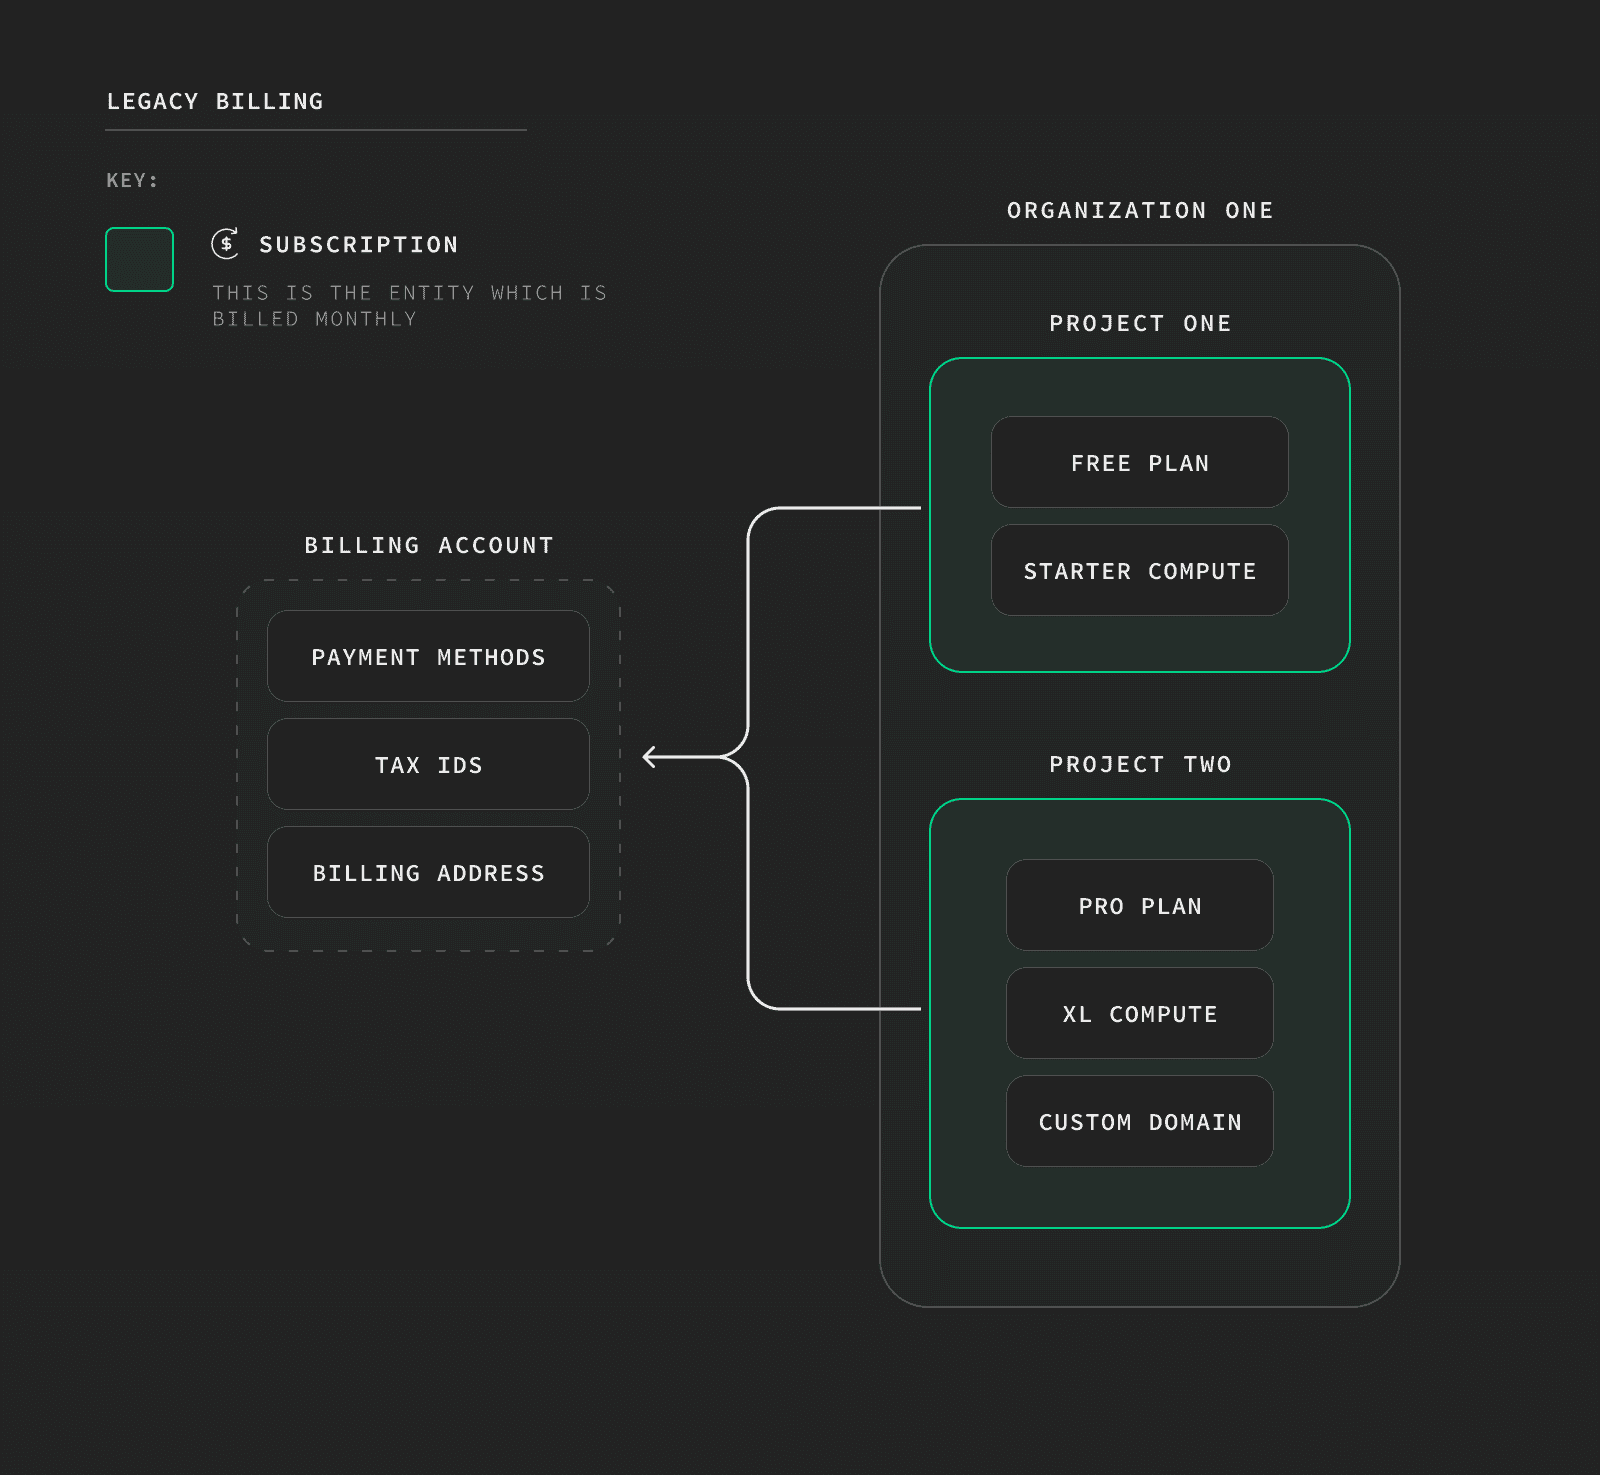 LEGACY BILLING
KEY:
$ SUBSCRIPTION
THIS IS THE ENTITY WHICH IS
BILLED MONTHLY
BILLING ACCOUNT
PAYMENT METHODS
TAX IDS
BILLING ADDRESS
ORGANIZATION ONE
PROJECT ONE
FREE PLAN
STARTER COMPUTE
PROJECT TWO
PRO PLAN
XL COMPUTE
CUSTOM DOMAIN